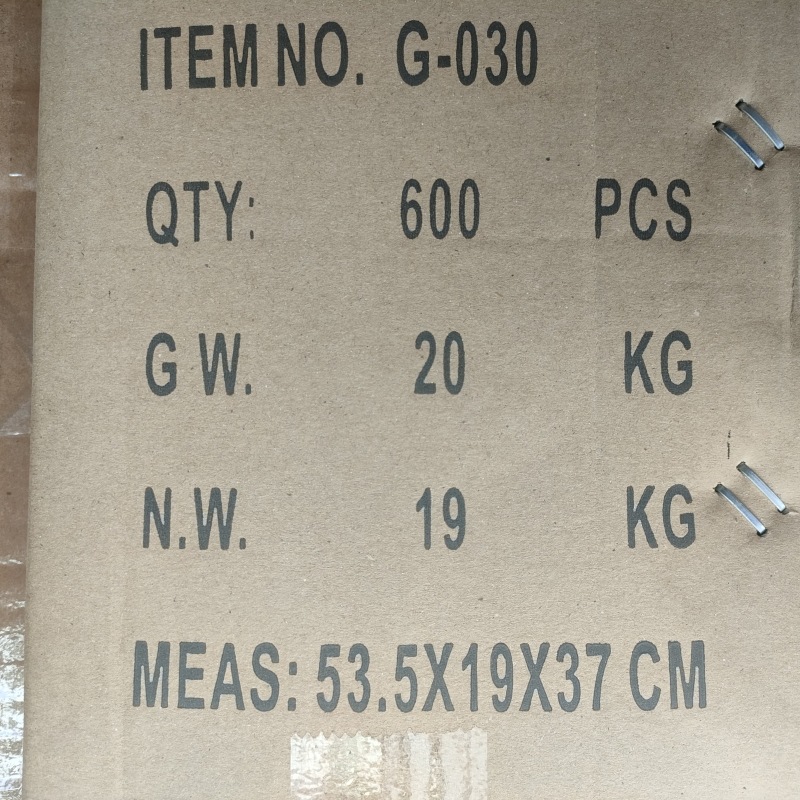 ITEM NO. G-030
QTY: 600 PCS
G W. 20 KG
N.W. 19 KG
MEAS: 53.5X19X37 CM